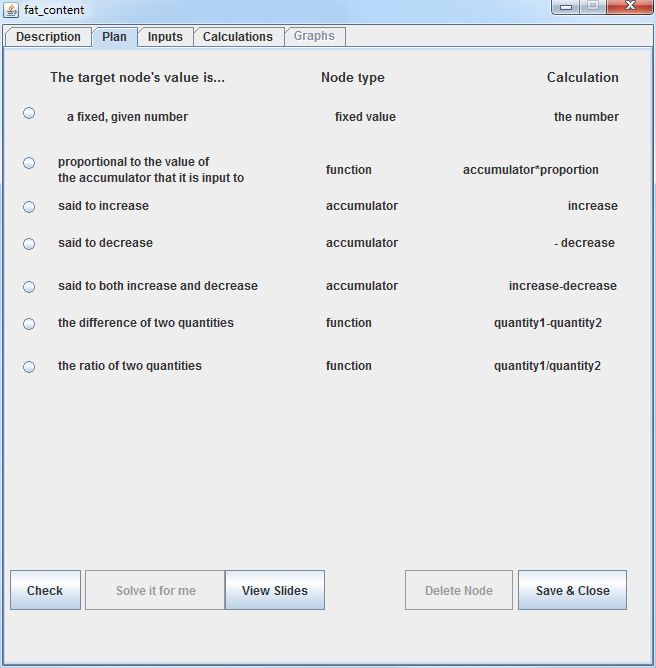 fat_content
Description Plan Inputs Calculations Graphs
The target node's value is... Node type Calculation
a fixed, given number fixed value the number
proportional to the value of
the accumulator that it is input to function accumulator*proportion
said to increase accumulator increase
said to decrease accumulator - decrease
said to both increase and decrease accumulator increase-decrease
the difference of two quantities function quantity1-quantity2
the ratio of two quantities function quantity1/quantity2
Check Solve it for me View Slides Delete Node Save & Close